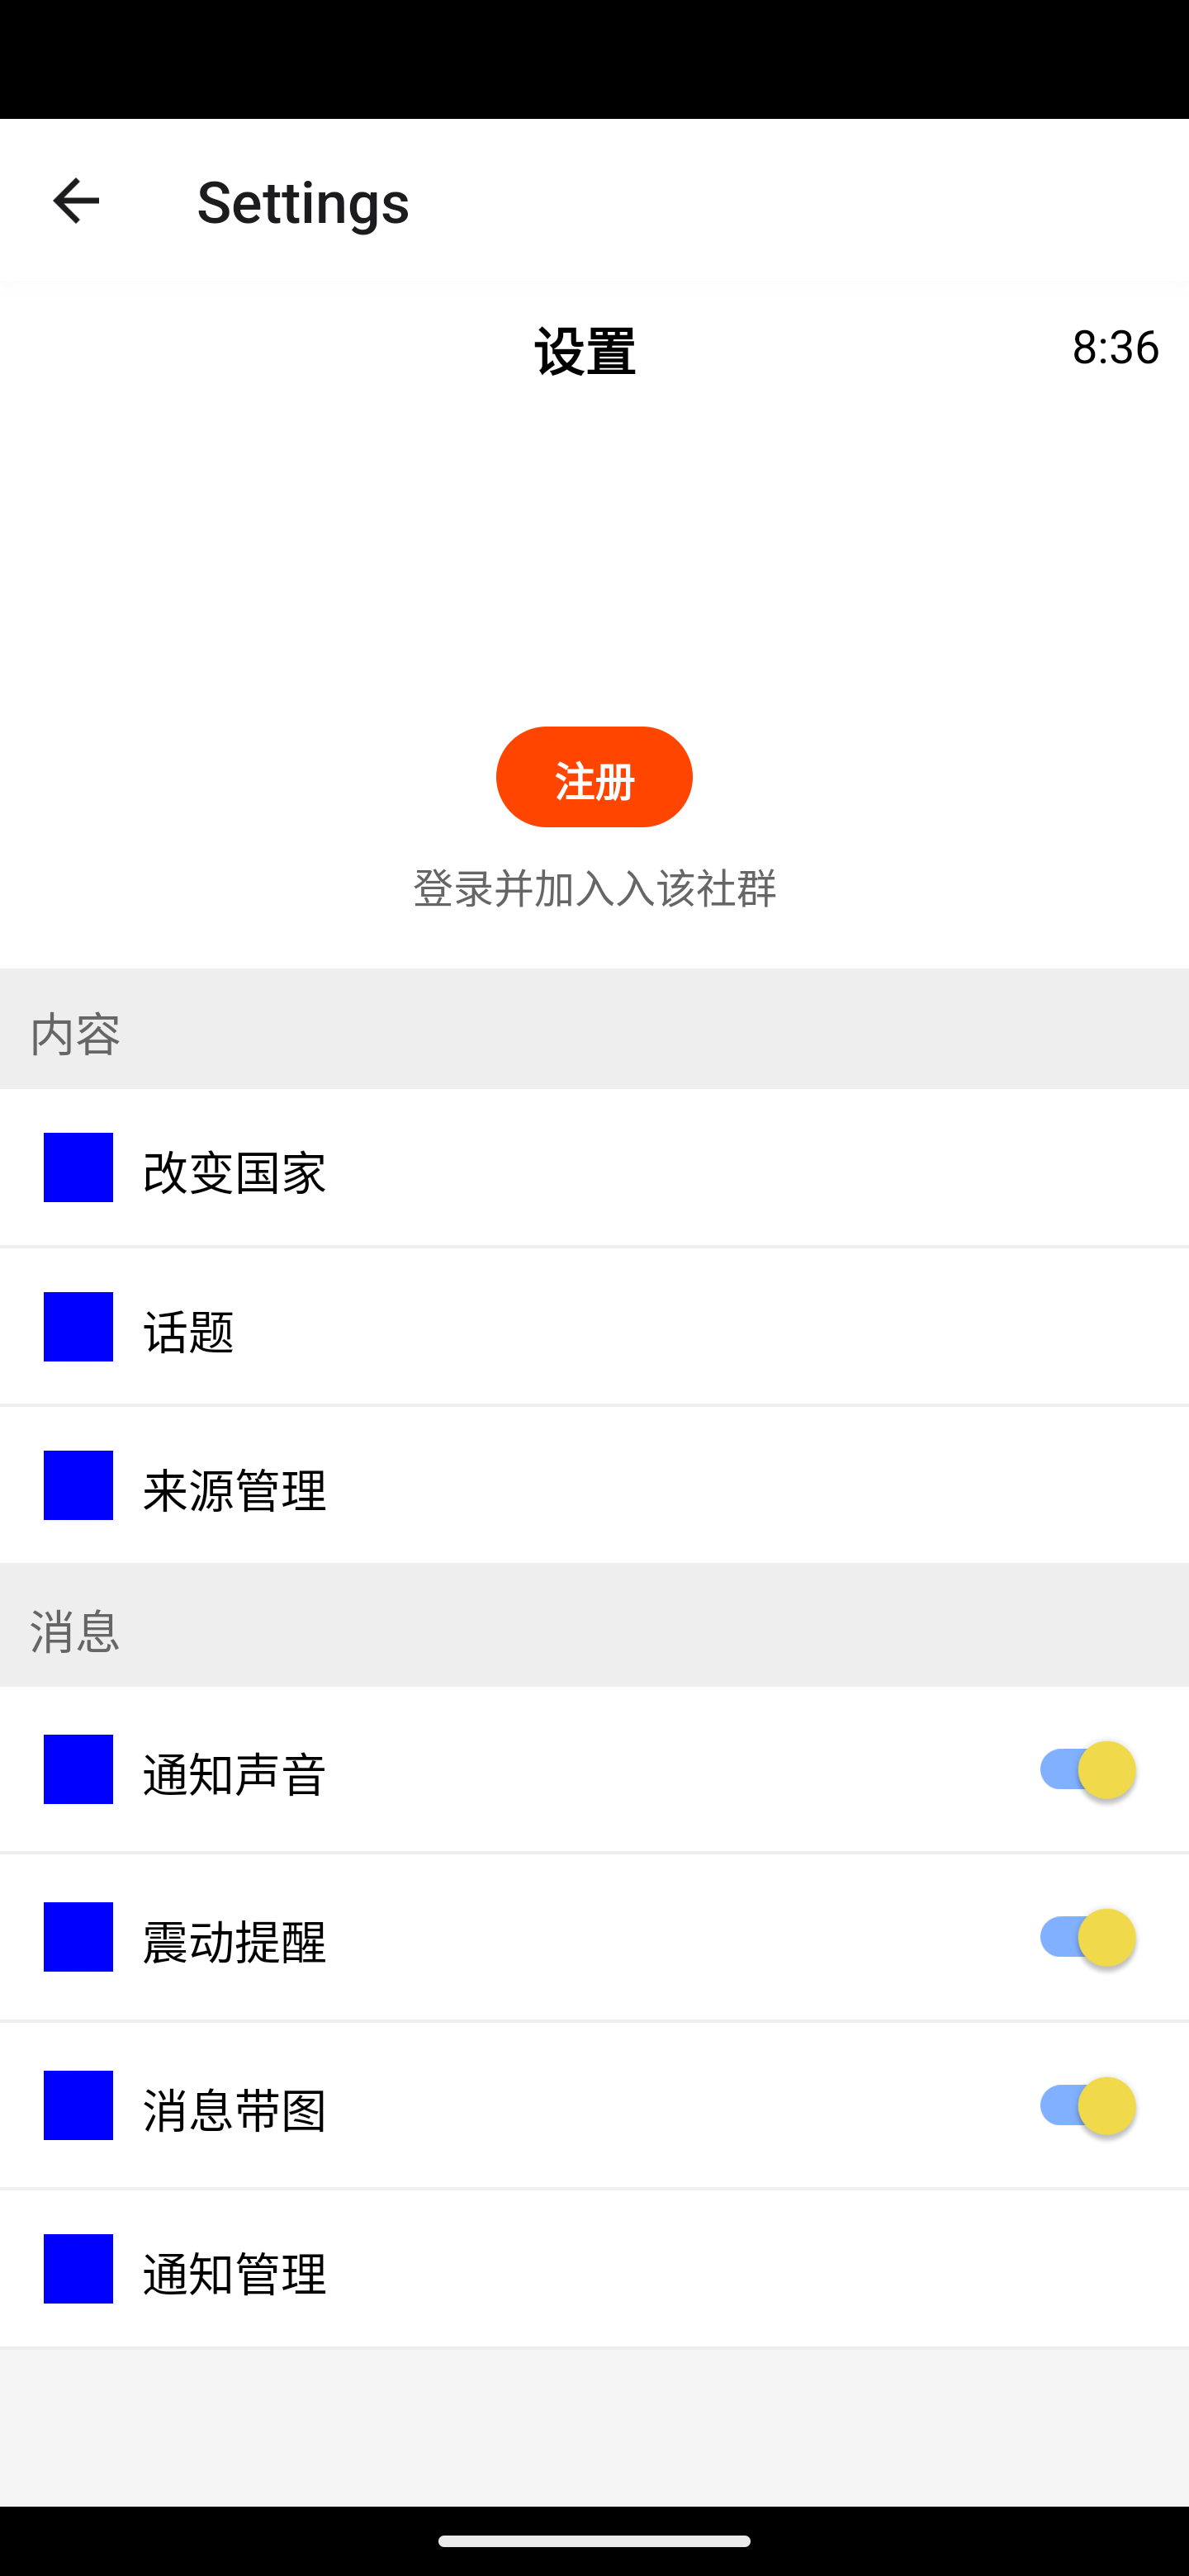 Settings
设置
8:36
注册
登录并加入入该社群
内容
改变国家
话题
来源管理
消息
通知声音
震动提醒
消息带图
通知管理